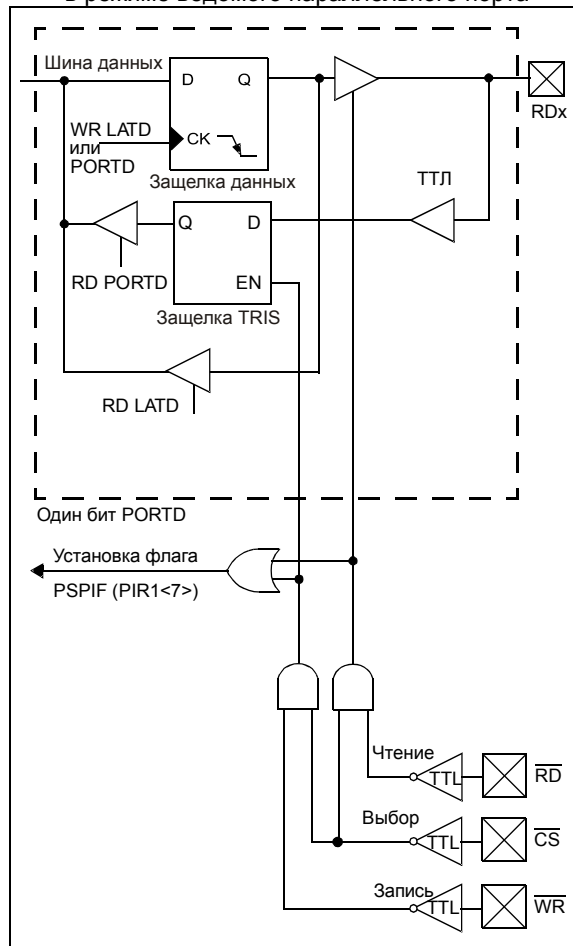 в режиме ведомого параллельного порта
Шина данных
D
Q
RDx
WR LATD
или
PORTD
CK
Защелка данных
ТТЛ
Q
D
RD PORTD
EN
Защелка TRIS
RD LATD
Один бит PORTD
Установка флага
PSPIF (PIR1<7>)
Чтение
TTL
RD
Выбор
TTL
CS
Запись
TTL
WR